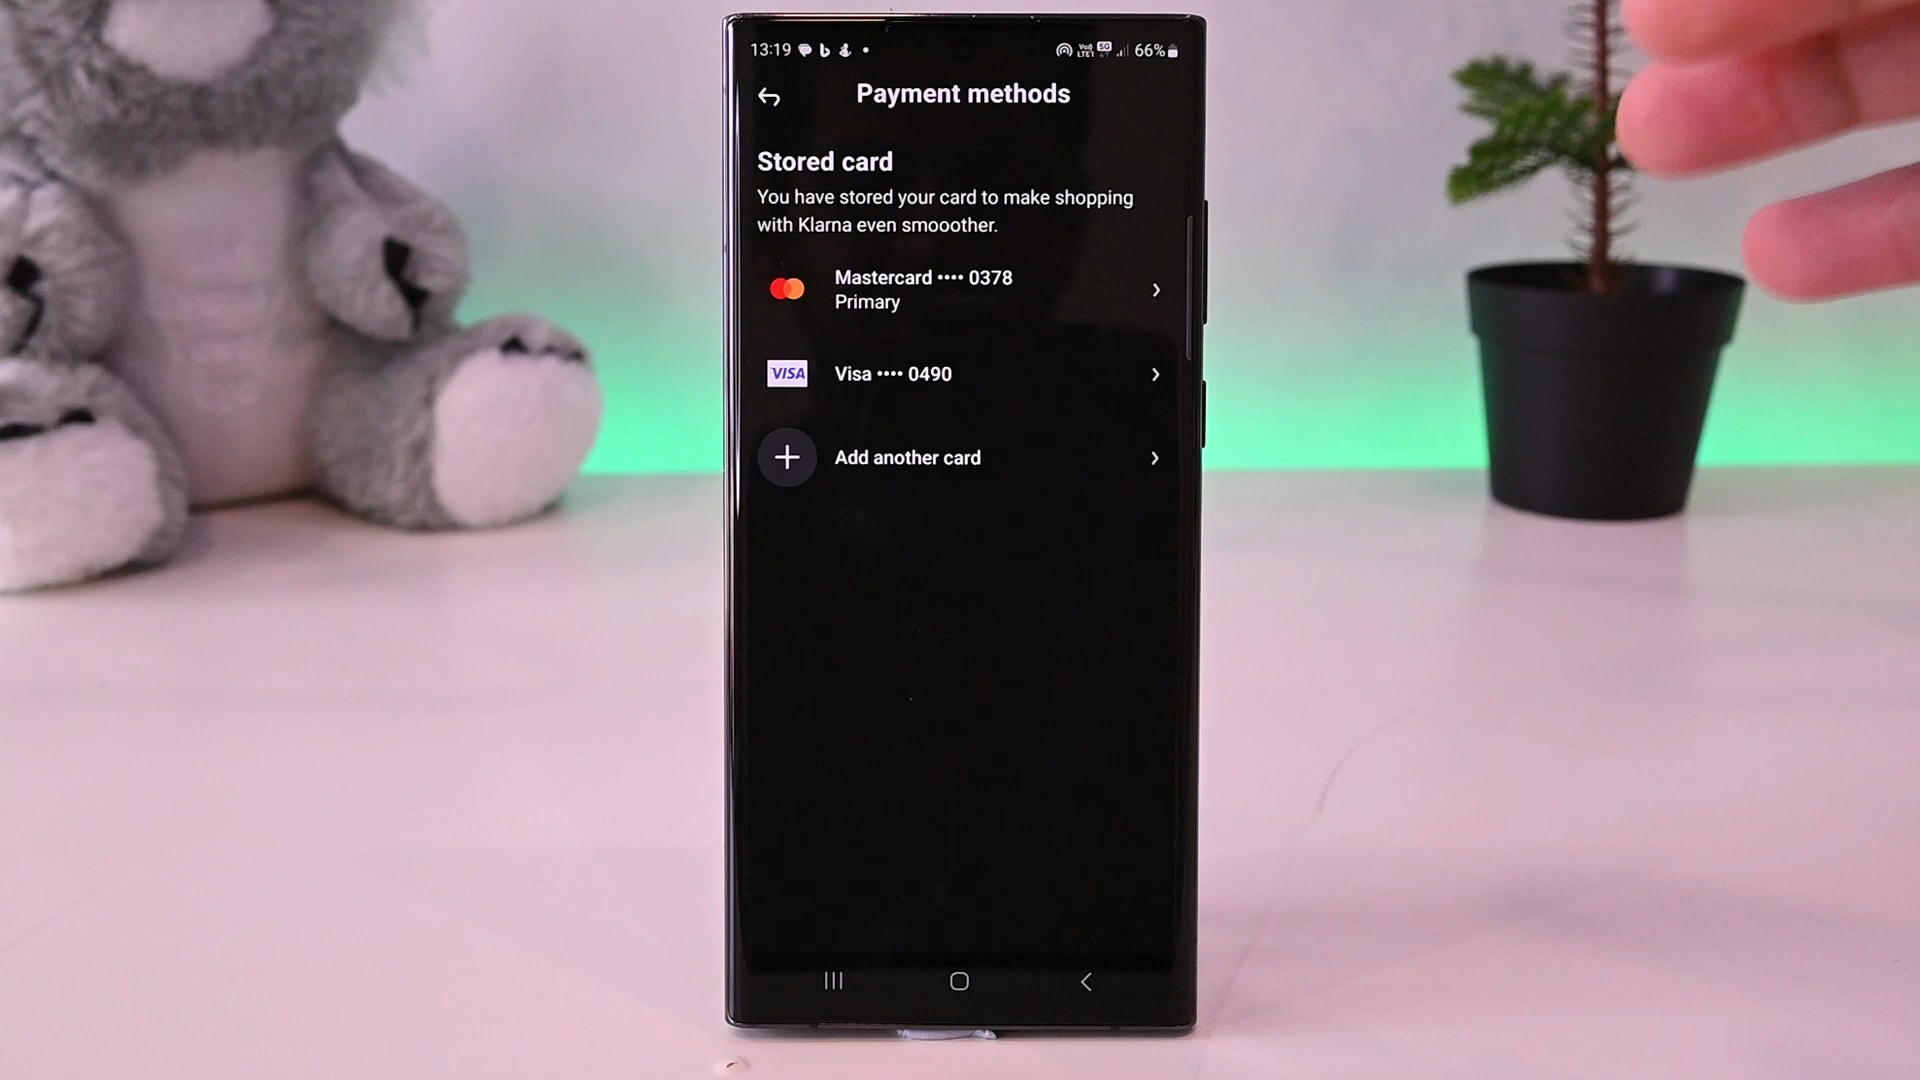 13:19 66%
Payment methods
Stored card
You have stored your card to make shopping
with Klarna even smooother.
Mastercard •••• 0378
Primary
VISA Visa •••• 0490
Add another card